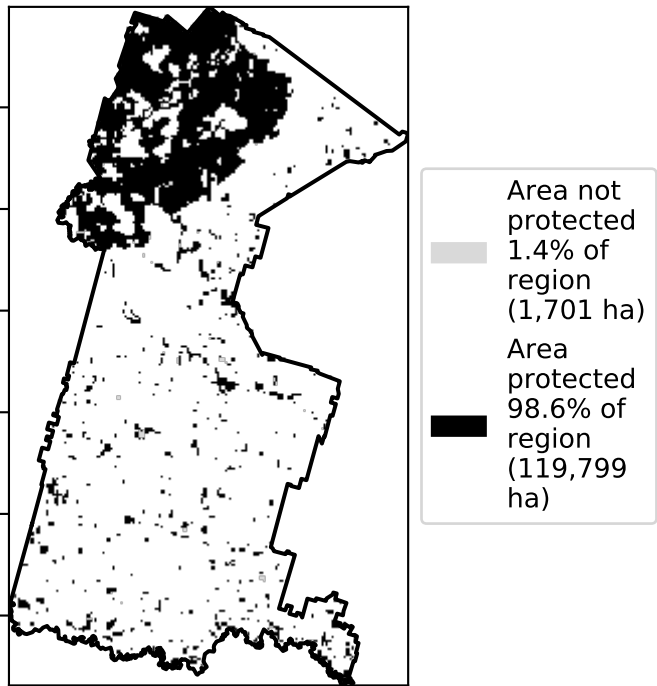 Area not
protected
1.4% of
region
(1,701 ha)
Area
protected
98.6% of
region
(119,799
ha)